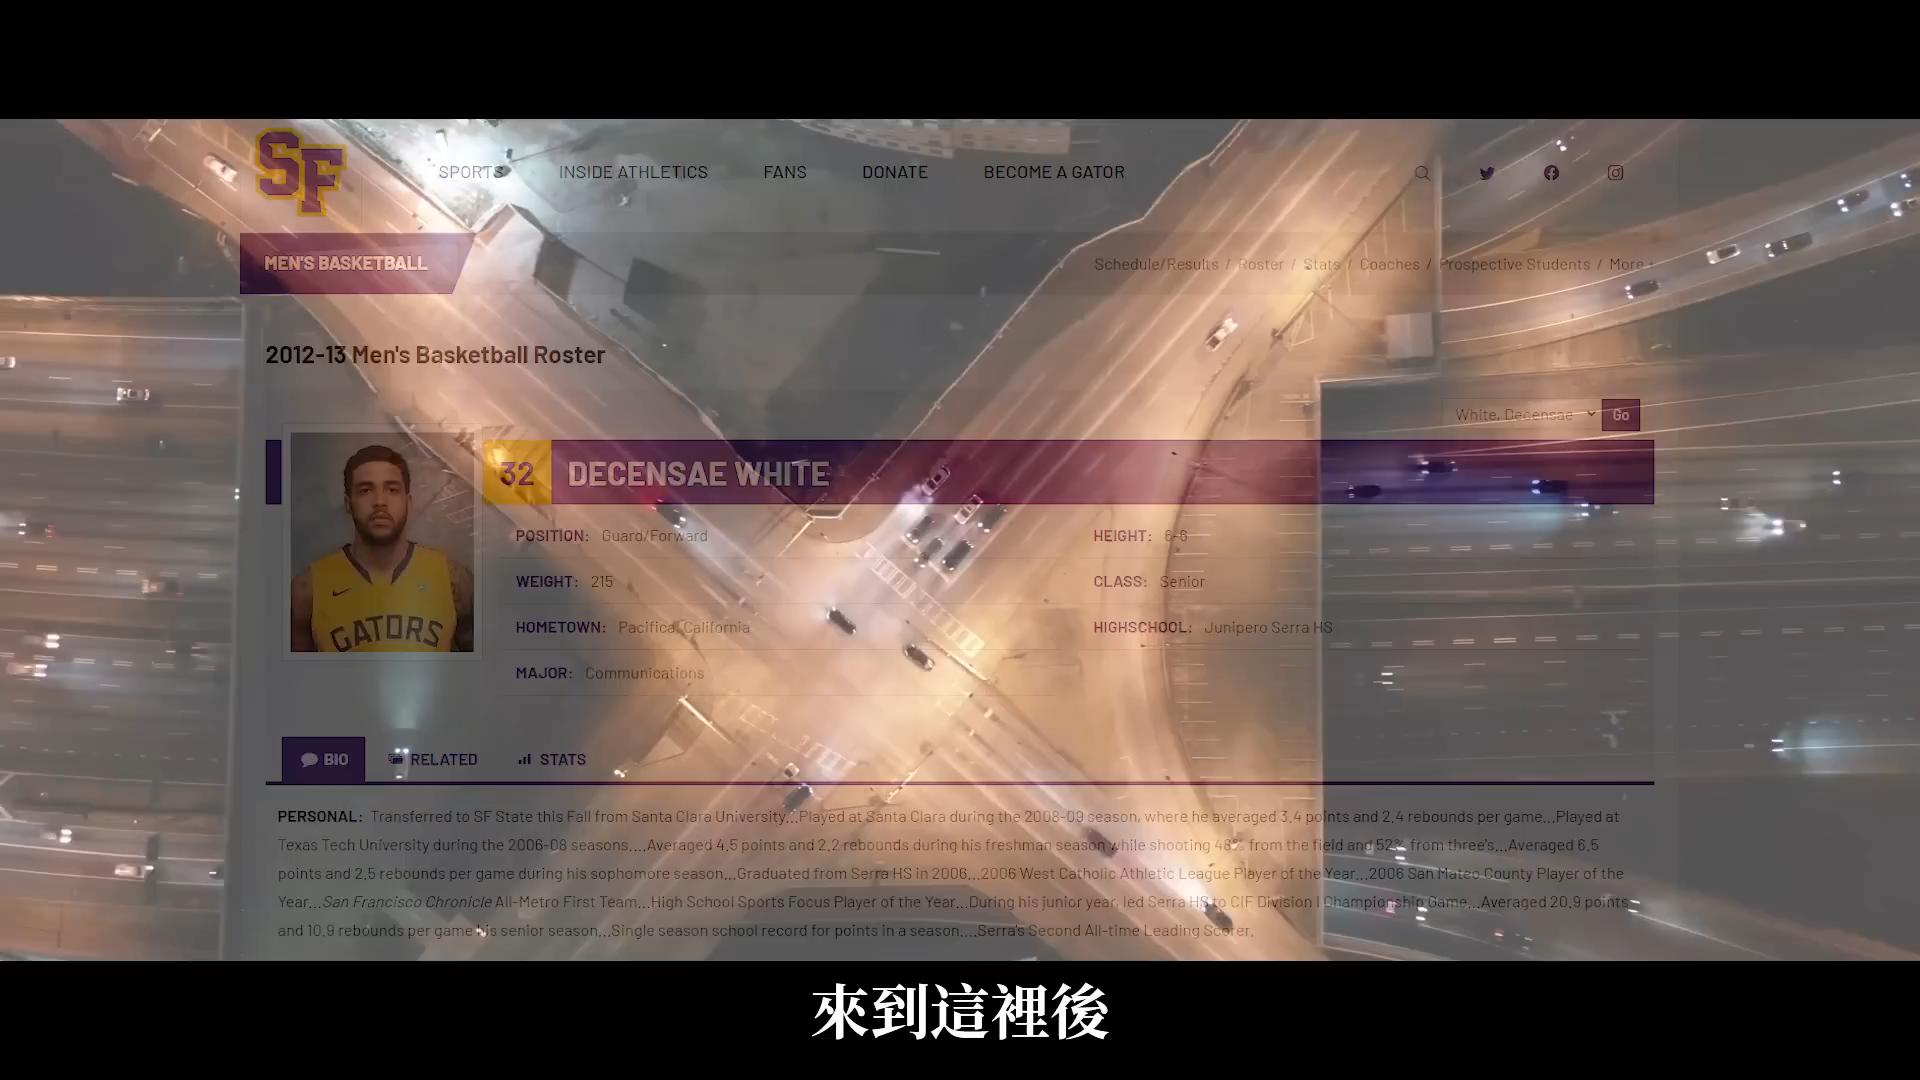 SF
SPORTS INSIDE ATHLETICS FANS DONATE BECOME A GATOR
MEN'S BASKETBALL
Schedule/Results / Roster / Stats / Coaches / Prospective Students / More +
2012-13 Men's Basketball Roster
White, Decensae Go
32 DECENSAE WHITE
POSITION: Guard/Forward HEIGHT: 6-6
WEIGHT: 215 CLASS: Senior
HOMETOWN: Pacifica, California HIGHSCHOOL: Junipero Serra HS
MAJOR: Communications
GATORS
BIO RELATED STATS
PERSONAL: Transferred to SF State this Fall from Santa Clara University...Played at Santa Clara during the 2008-09 season, where he averaged 3.4 points and 2.4 rebounds per game...Played at
Texas Tech University during the 2006-08 seasons....Averaged 4.5 points and 2.2 rebounds during his freshman season while shooting 48% from the field and 52% from three's...Averaged 6.5
points and 2.5 rebounds per game during his sophomore season...Graduated from Serra HS in 2006...2006 West Catholic Athletic League Player of the Year...2006 San Mateo County Player of the
Year...San Francisco Chronicle All-Metro First Team...High School Sports Focus Player of the Year...During his junior year, led Serra HS to CIF Division I Championship Game...Averaged 20.9 points
and 10.9 rebounds per game his senior season...Single season school record for points in a season....Serra's Second All-time Leading Scorer.
來到這裡後